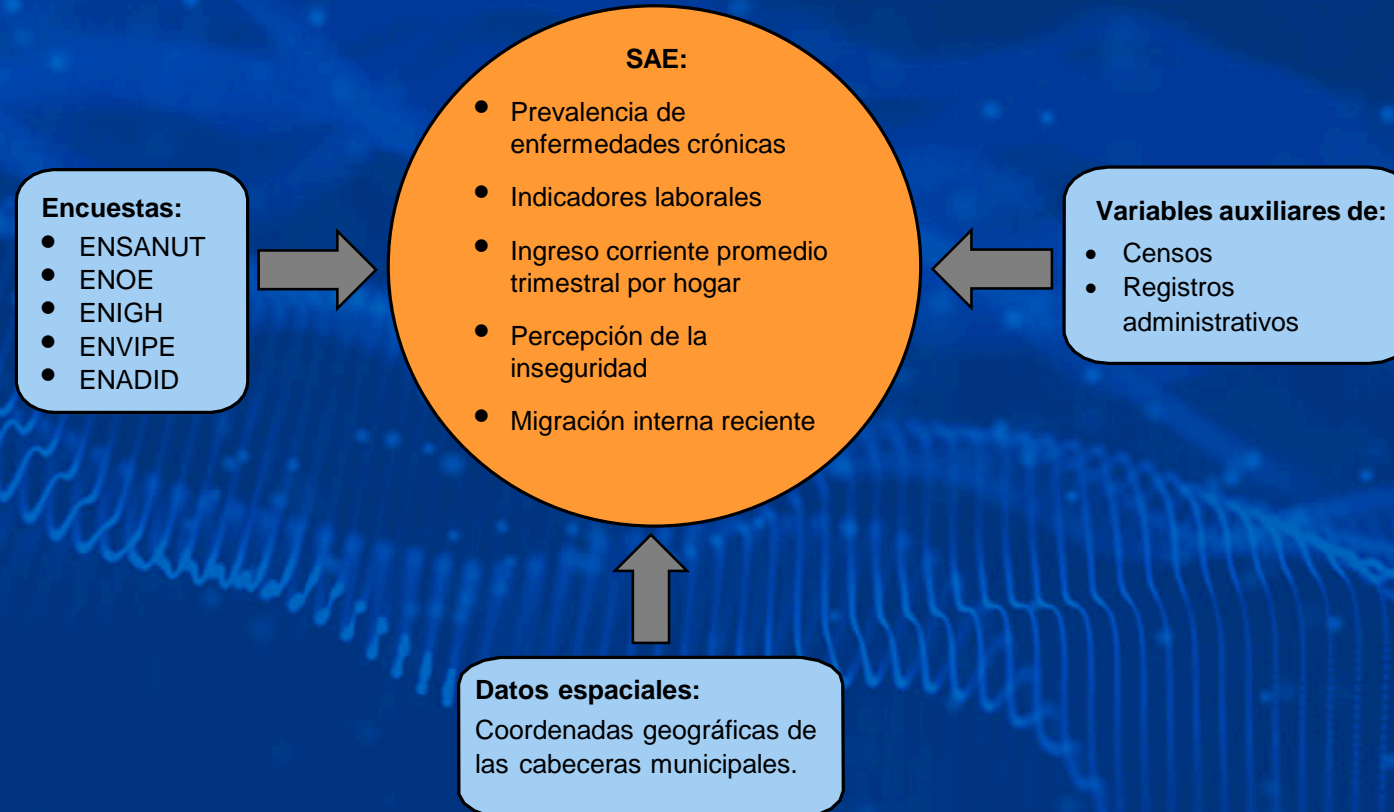 SAE:
• Prevalencia de
enfermedades crónicas
• Indicadores laborales
• Ingreso corriente promedio
trimestral por hogar
• Percepción de la
inseguridad
• Migración interna reciente
Encuestas:
• ENSANUT
• ENOE
• ENIGH
• ENVIPE
• ENADID
Variables auxiliares de:
• Censos
• Registros
administrativos
Datos espaciales:
Coordenadas geográficas de
las cabeceras municipales.